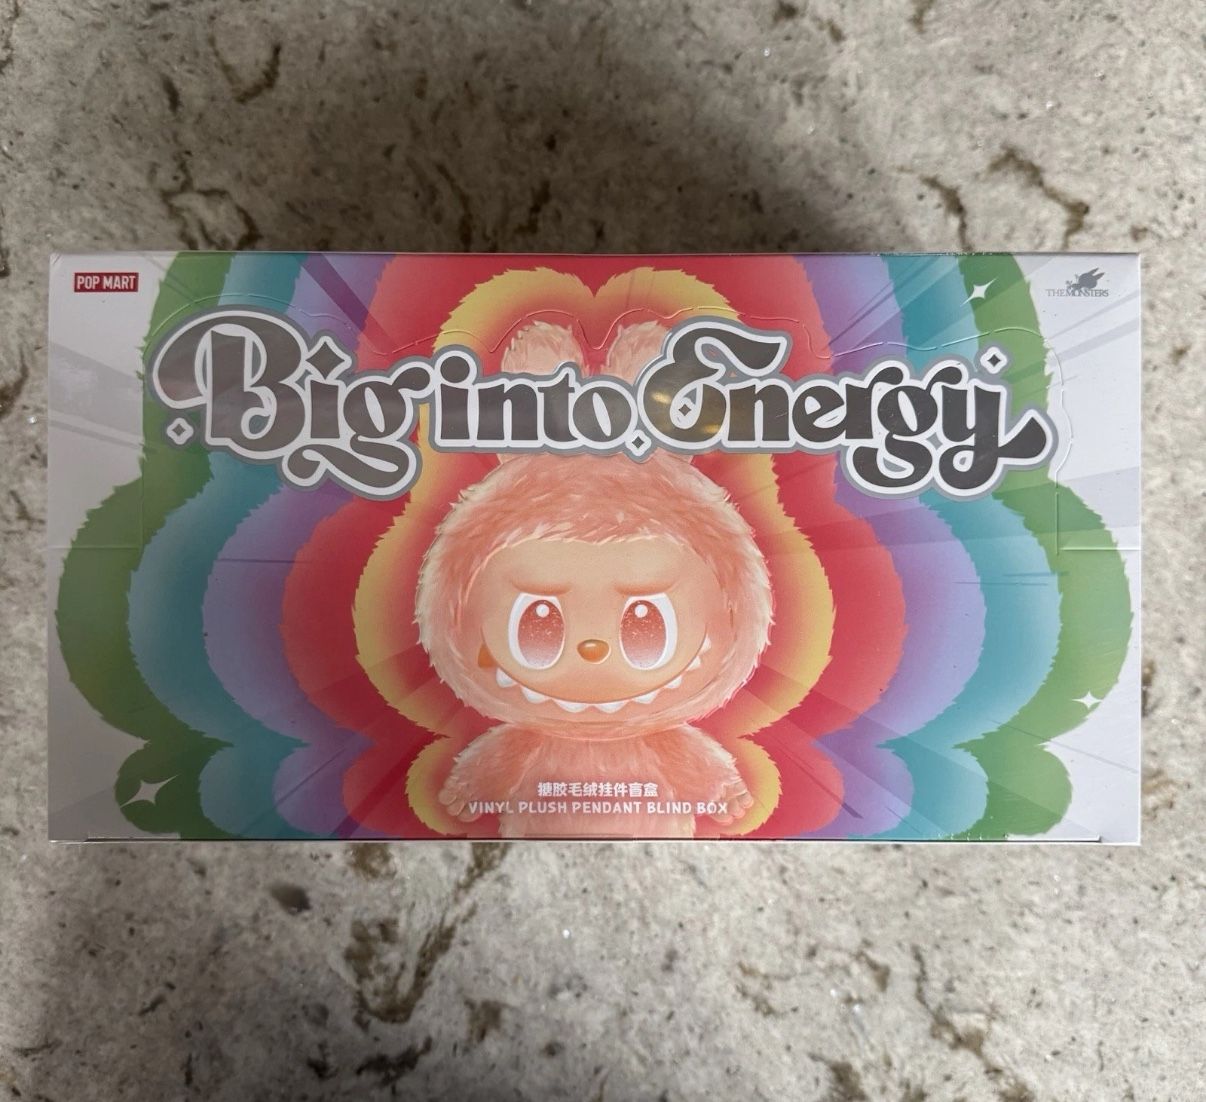 POP MART
THE MONSTERS
Big into Energy
搪胶毛绒挂件盲盒
VINYL PLUSH PENDANT BLIND BOX